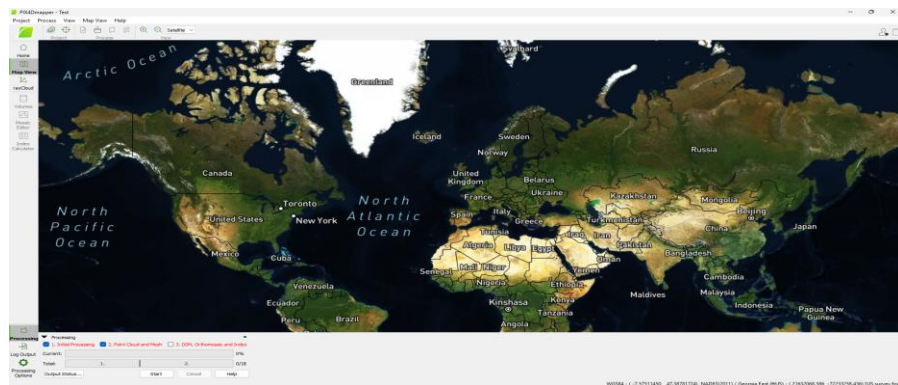 PIX4Dmapper - Test
Project Process View Map View Help
Project Process View Satellite
Home
Map View
rayCloud
Volumes
Mosaic
Editor
Index
Calculator
Arctic Ocean
Svalbard
Greenland
Iceland
Sweden
Norway
Russia
Canada
United
Kingdom
Belarus
Ukraine
France
Kazakhstan
Mongolia
Toronto
New York
United States
North
Pacific
Ocean
North
Atlantic
Ocean
Spain
Italy
Greece
Turkmenistan
Beijing
China
Japan
Tunisia
Iraq
Iran
Pakistan
Algeria
Libya
Egypt
Mexico
Cuba
Oman
Bangladesh
Mali
Niger
Yemen
Senegal
Nigeria
Ethiopia
Cambodia
Venezuela
Malaysia
Maldives
Ecuador
Kinshasa
Kenya
Indonesia
Peru
Brazil
Tanzania
Papua New
Guinea
Angola
Processing
Processing
1. Initial Processing 2. Point Cloud and Mesh 3. DSM, Orthomosaic and Index
Log Output
Current: 0%
Total: 1. 2. 0/16
Processing
Options
Output Status... Start Cancel Help